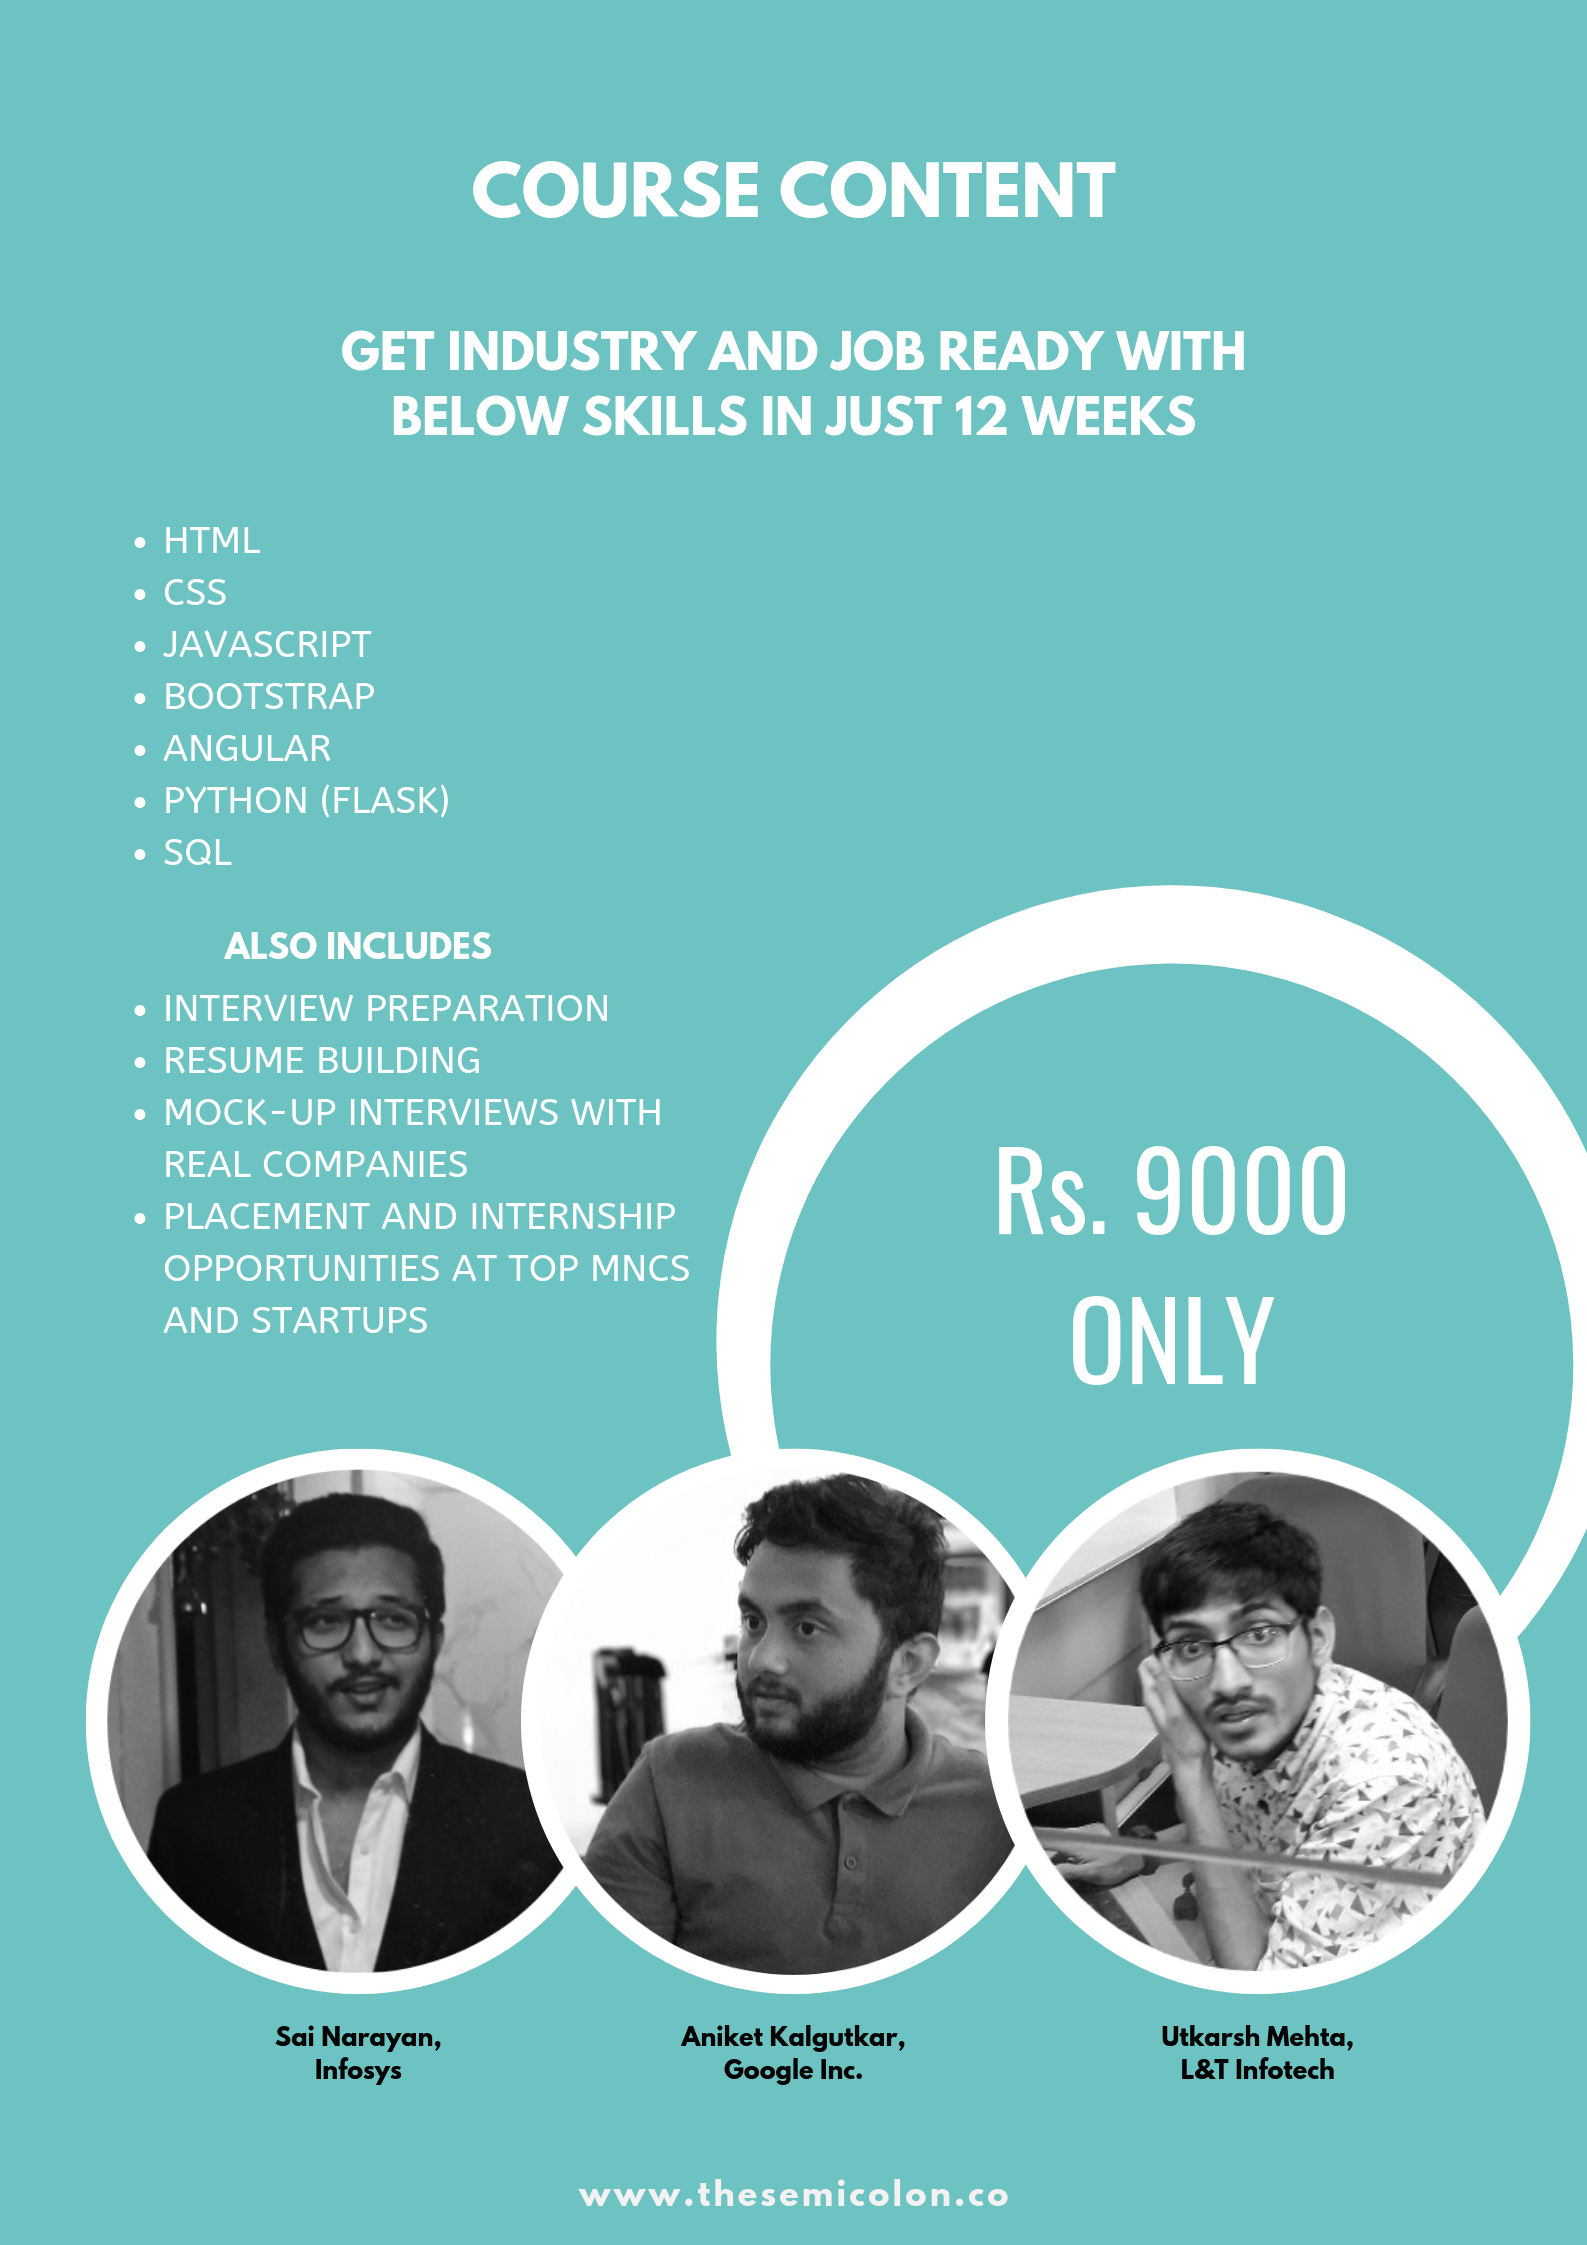 COURSE CONTENT
GET INDUSTRY AND JOB READY WITH
BELOW SKILLS IN JUST 12 WEEKS
• HTML
• CSS
• JAVASCRIPT
• BOOTSTRAP
• ANGULAR
• PYTHON (FLASK)
• SQL
ALSO INCLUDES
• INTERVIEW PREPARATION
• RESUME BUILDING
• MOCK-UP INTERVIEWS WITH
REAL COMPANIES
• PLACEMENT AND INTERNSHIP
OPPORTUNITIES AT TOP MNCS
AND STARTUPS
Rs. 9000
ONLY
Sai Narayan,
Infosys
Aniket Kalgutkar,
Google Inc.
Utkarsh Mehta,
L&T Infotech
www.thesemicolon.co